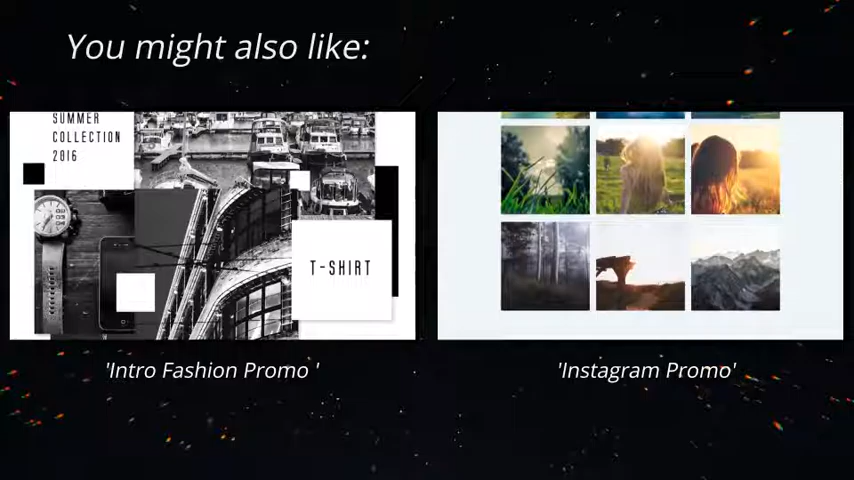 You might also like:
SUMMER
COLLECTION
2016
T-SHIRT
'Intro Fashion Promo '
'Instagram Promo'